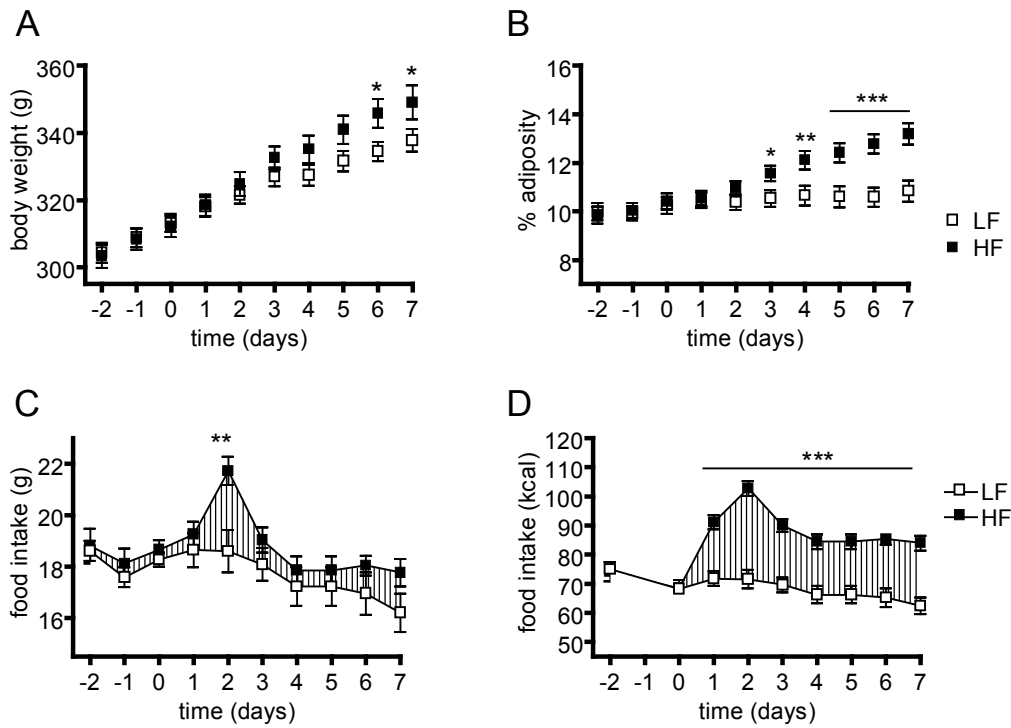 A
body weight (g)
360
340
320
300
* *
-2 -1 0 1 2 3 4 5 6 7
time (days)
B
% adiposity
16
14
12
10
8
* ** ***
-2 -1 0 1 2 3 4 5 6 7
time (days)
LF
HF
C
food intake (g)
22
20
18
16
**
-2 -1 0 1 2 3 4 5 6 7
time (days)
D
food intake (kcal)
120
110
100
90
80
70
60
50
***
-2 -1 0 1 2 3 4 5 6 7
time (days)
LF
HF